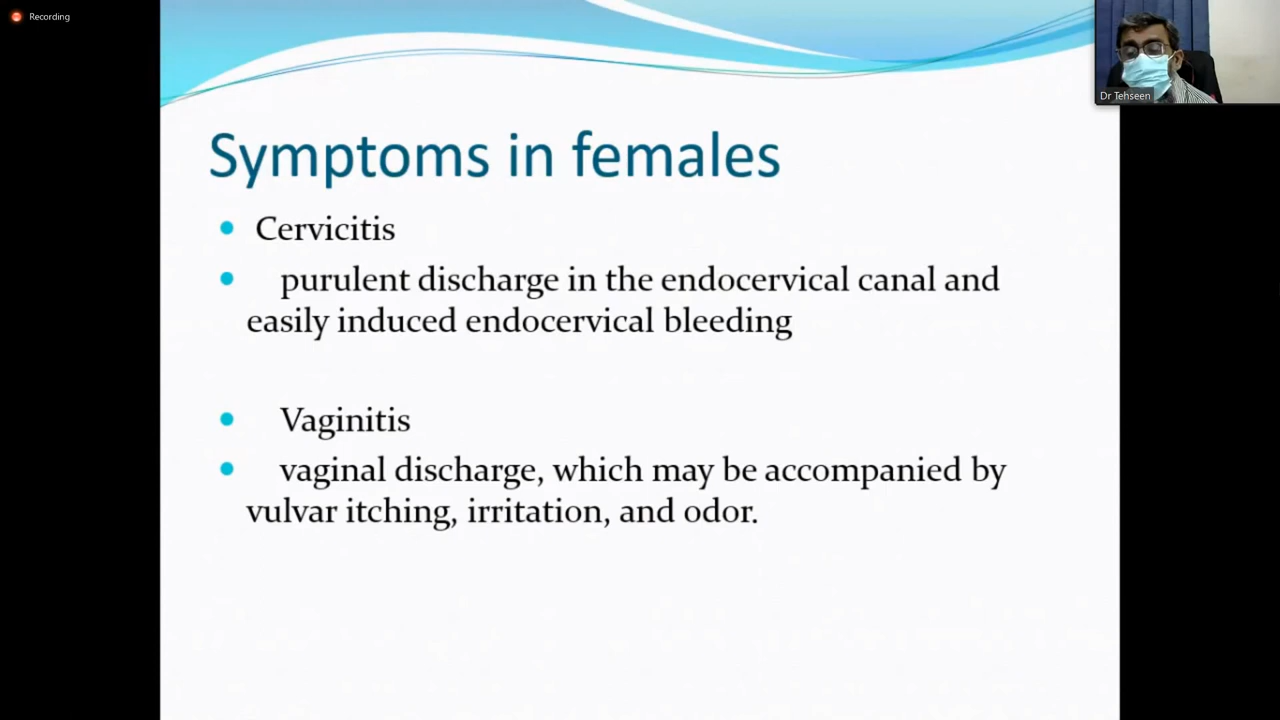 Recording
Dr Tehseen
Symptoms in females
• Cervicitis
• purulent discharge in the endocervical canal and
easily induced endocervical bleeding
• Vaginitis
• vaginal discharge, which may be accompanied by
vulvar itching, irritation, and odor.